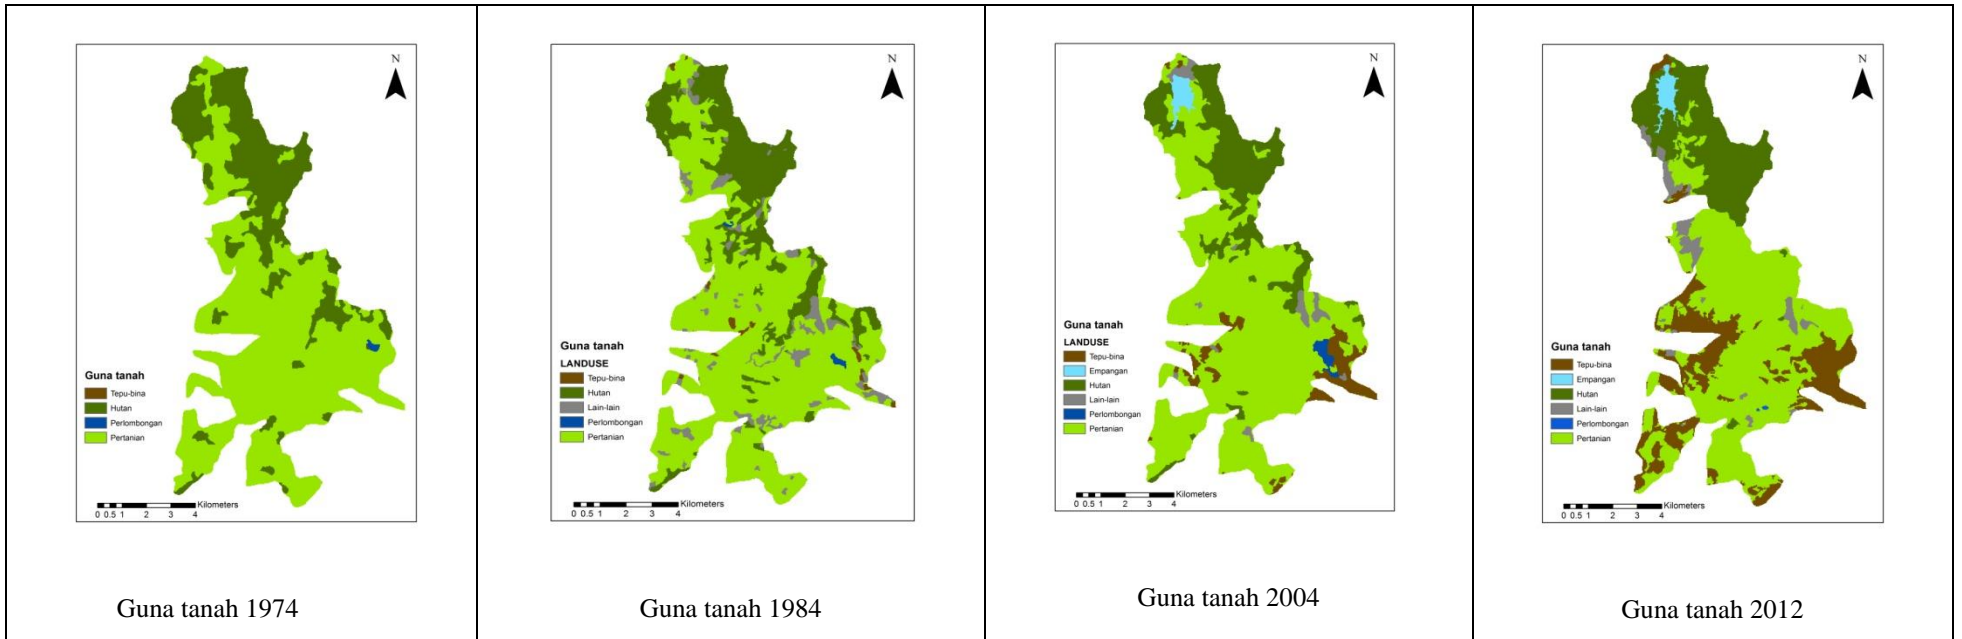 N
Guna tanah
Tepu-bina
Hutan
Perlombongan
Pertanian
Kilometers
0 0.5 1 2 3 4
Guna tanah 1974
N
Guna tanah
LANDUSE
Tepu-bina
Hutan
Lain-lain
Perlombongan
Pertanian
Kilometers
0 0.5 1 2 3 4
Guna tanah 1984
N
Guna tanah
LANDUSE
Tepu-bina
Empangan
Hutan
Lain-lain
Perlombongan
Pertanian
Kilometers
0 0.5 1 2 3 4
Guna tanah 2004
N
Guna tanah
Tepu-bina
Empangan
Hutan
Lain-lain
Perlombongan
Pertanian
Kilometers
0 0.5 1 2 3 4
Guna tanah 2012